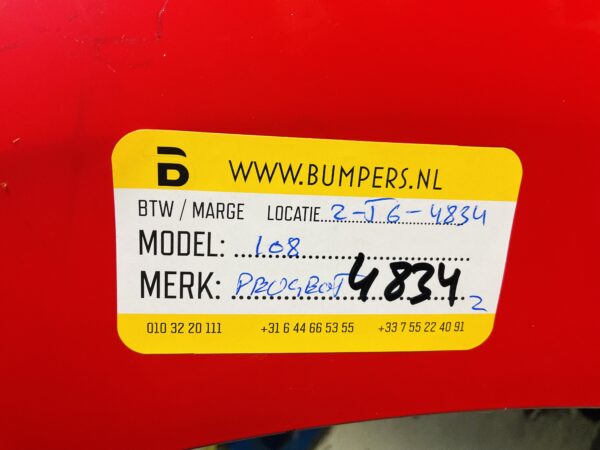 B WWW.BUMPERS.NL
BTW / MARGE LOCATIE 2-I6-4834
MODEL: 108
MERK: PEUGEOT 4834 2
010 32 20 111 +31 6 44 66 53 55 +33 7 55 22 40 91